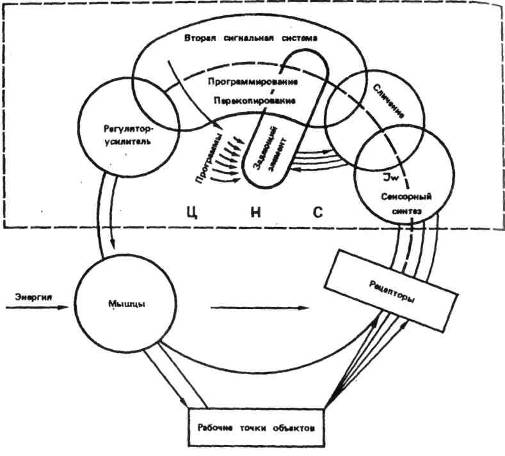 Вторая сигнальная система
Программирование
Перекопирование
Регулятор-
усилитель
Программы
Задающий
элемент
Сличение
Jw
Сенсорный
синтез
Ц Н С
Энергия
Мышцы
Рецепторы
Рабочие точки объектов